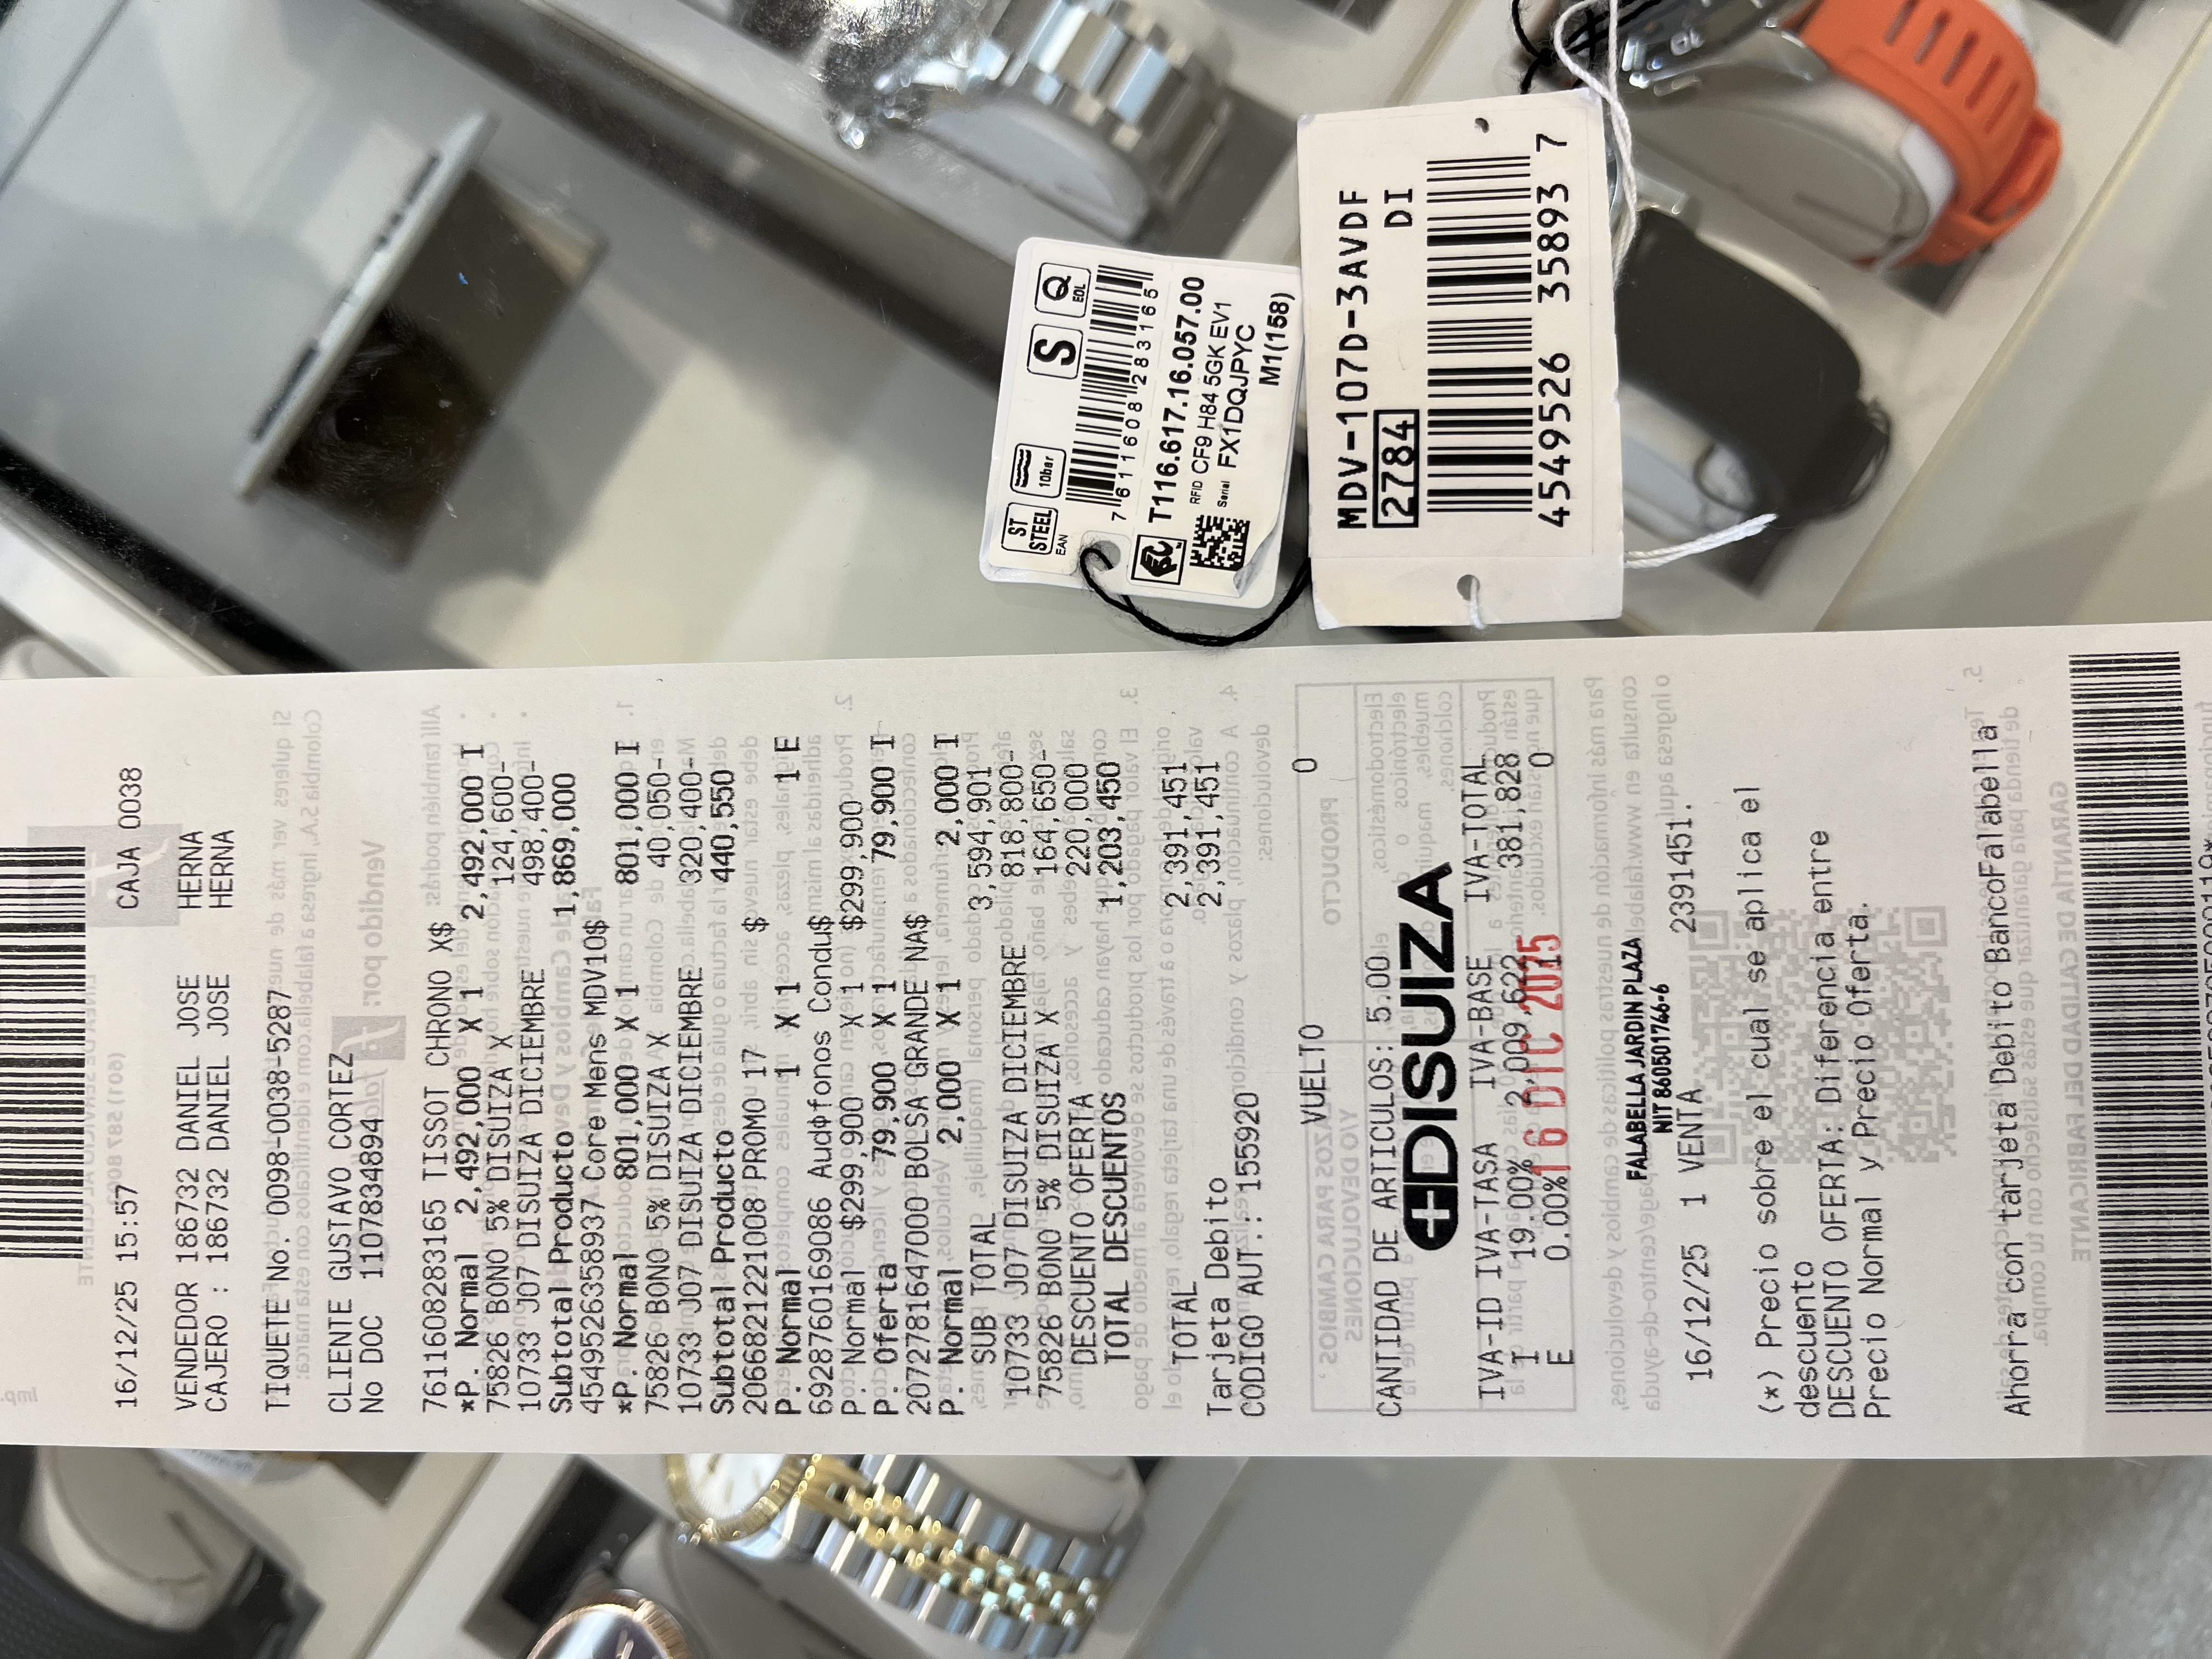 16/12/25 15:57 CAJA 0038
VENDEDOR 186732 DANIEL JOSE HERNA
CAJERO : 186732 DANIEL JOSE HERNA
TIQUETE No. 0098-0038-5287
CLIENTE GUSTAVO CORTEZ
No DOC 1107834894
7611608283165 TISSOT CHRONO X$
*P. Normal 2,492,000 X 1 2,492,000 I
75826 BONO 5% DISUIZA X 124,600-
10733 J07 DISUIZA DICIEMBRE 498,400-
Subtotal Producto 1,869,000
4549526358937 Core Mens MDV10$
*P. Normal 801,000 X 1 801,000 I
75826 BONO 5% DISUIZA X 40,050-
10733 J07 DISUIZA DICIEMBRE 320,400-
Subtotal Producto 440,550
2066821221008 PROMO 17 $
P. Normal 1 X 1 1 E
6928760169086 Aud¢fonos Condu$
P. Normal $299,900 X 1 $299,900
P. Oferta 79,900 X 1 79,900 I
2072781647000 BOLSA GRANDE NA$
P. Normal 2,000 X 1 2,000 I
SUB TOTAL 3,594,901
10733 J07 DISUIZA DICIEMBRE 818,800-
75826 BONO 5% DISUIZA X 164,650-
DESCUENTO OFERTA 220,000
TOTAL DESCUENTOS 1,203,450
TOTAL 2,391,451
Tarjeta Debito 2,391,451
CODIGO AUT.: 155920
VUELTO 0
CANTIDAD DE ARTICULOS: 5.00
DISUIZA
IVA-ID IVA-TASA IVA-BASE IVA-TOTAL
I 19.00% 2,009,622 381,828
E 0.00% 1 0
16 DIC 2025
FALABELLA JARDIN PLAZA
NIT 860501746-6
16/12/25 1 VENTA 2391451.
(*) Precio sobre el cual se aplica el
descuento
DESCUENTO OFERTA: Diferencia entre
Precio Normal y Precio Oferta.
Ahorra con tarjeta Debito BancoFalabella
ST
STEEL
10bar
S
Q
EOL
EAN
7 611608 283165
T116.617.16.057.00
RFID CF9 H84 5GK EV1
Serial FX1DQJPYC
M1(158)
MDV-107D-3AVDF
2784 DI
4549526 35893 7